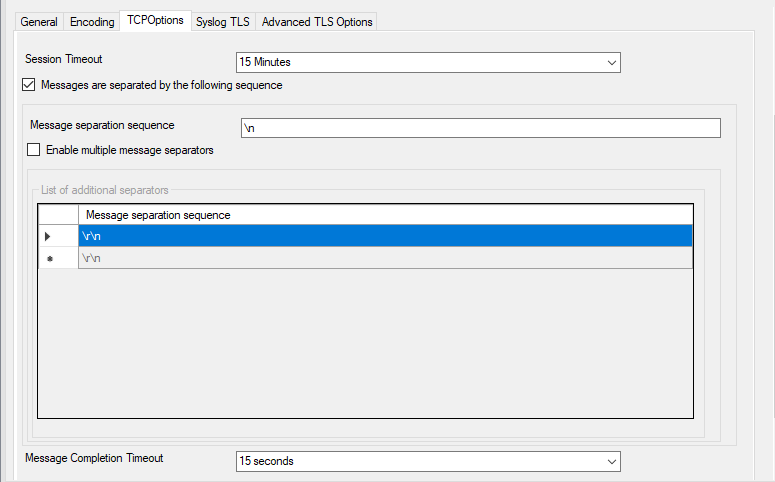 General Encoding TCPOptions Syslog TLS Advanced TLS Options
Session Timeout 15 Minutes
Messages are separated by the following sequence
Message separation sequence \n
Enable multiple message separators
List of additional separators
Message separation sequence
\r\n
\r\n
Message Completion Timeout 15 seconds